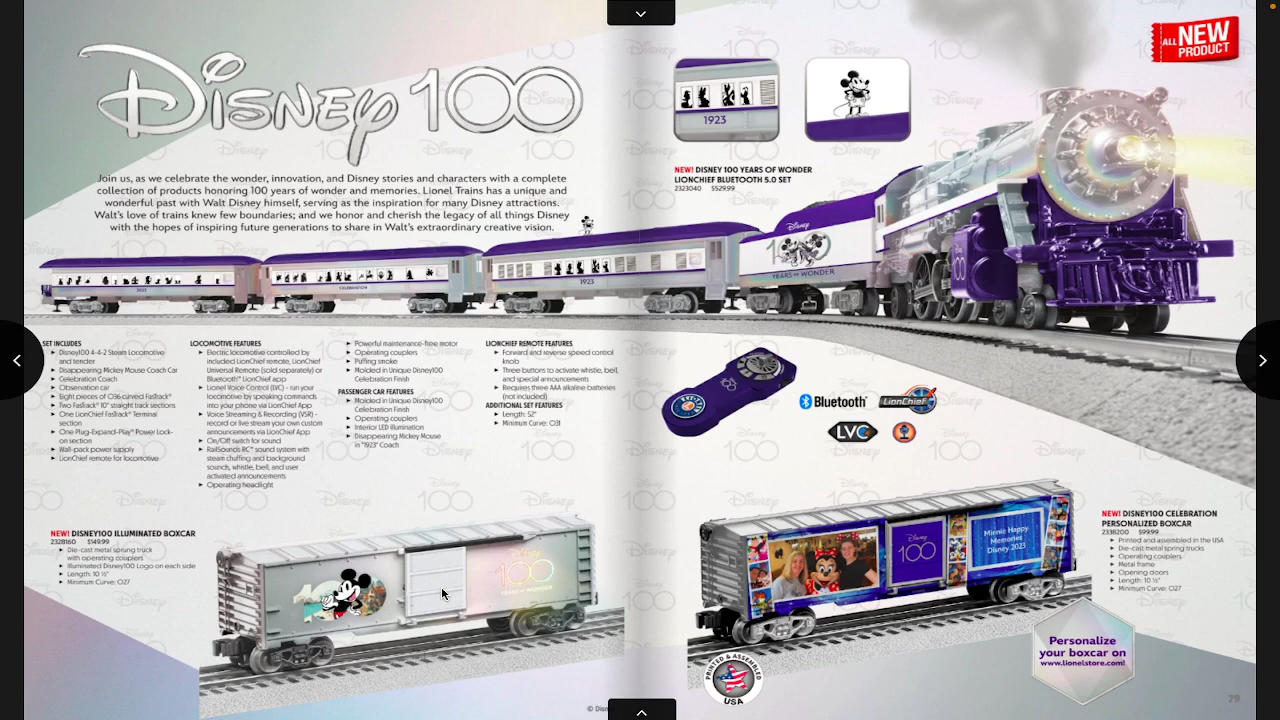 Disney 100
Join us, as we celebrate the wonder, innovation, and Disney stories and characters with a complete
collection of products honoring 100 years of wonder and memories. Lionel Trains has a unique and
wonderful past with Walt Disney himself, serving as the inspiration for many Disney attractions.
Walt's love of trains knew few boundaries; and we honor and cherish the legacy of all things Disney
with the hopes of inspiring future generations to share in Walt's extraordinary creative vision.
ALL NEW
PRODUCT
1923
NEW! DISNEY 100 YEARS OF WONDER
LIONCHIEF BLUETOOTH 5.0 SET
2323040 $529.99
2023
CELEBRATION
1923
Disney
100
YEARS OF WONDER
SET INCLUDES
► Disney100 4-4-2 Steam Locomotive
and tender
► Disappearing Mickey Mouse Coach Car
► Celebration Coach
► Observation car
► Eight pieces of O36 curved FasTrack®
► Two FasTrack® 10" straight track sections
► One LionChief FasTrack® Terminal
section
► One Plug-Expand-Play® Power Lock-
on section
► Wall-pack power supply
► LionChief remote for locomotive
LOCOMOTIVE FEATURES
► Electric locomotive controlled by
included LionChief remote, LionChief
Universal Remote (sold separately) or
Bluetooth® LionChief app
► Lionel Voice Control (LVC) - run your
locomotive by speaking commands
into your phone via LionChief App
► Voice Streaming & Recording (VSR) -
record or live stream your own custom
announcements via LionChief App
► On/Off switch for sound
► RailSounds RC™ sound system with
steam chuffing and background
sounds, whistle, bell, and user
activated announcements
► Operating headlight
► Powerful maintenance-free motor
► Operating couplers
► Puffing smoke
► Molded in Unique Disney100
Celebration Finish
PASSENGER CAR FEATURES
► Molded in Unique Disney100
Celebration Finish
► Operating couplers
► Interior LED Illumination
► Disappearing Mickey Mouse
in "1923" Coach
LIONCHIEF REMOTE FEATURES
► Forward and reverse speed control
knob
► Three buttons to activate whistle, bell,
and special announcements
► Requires three AAA alkaline batteries
(not included)
ADDITIONAL SET FEATURES
► Length: 52"
► Minimum Curve: O31
Bluetooth®
LIONCHIEF
LVC
NEW! DISNEY100 ILLUMINATED BOXCAR
2328160 $149.99
► Die-cast metal sprung truck
with operating couplers
► Illuminated Disney100 Logo on each side
► Length: 10 ½"
► Minimum Curve: O27
100
YEARS OF WONDER
Disney
100
Minnie Happy
Memories
Disney 2023
NEW! DISNEY100 CELEBRATION
PERSONALIZED BOXCAR
2338200 $99.99
► Printed and assembled in the USA
► Die-cast metal sprung trucks
► Operating couplers
► Metal frame
► Opening doors
► Length: 10 ½"
► Minimum Curve: O27
PRINTED & ASSEMBLED
USA
Personalize
your boxcar on
www.lionelstore.com!
79